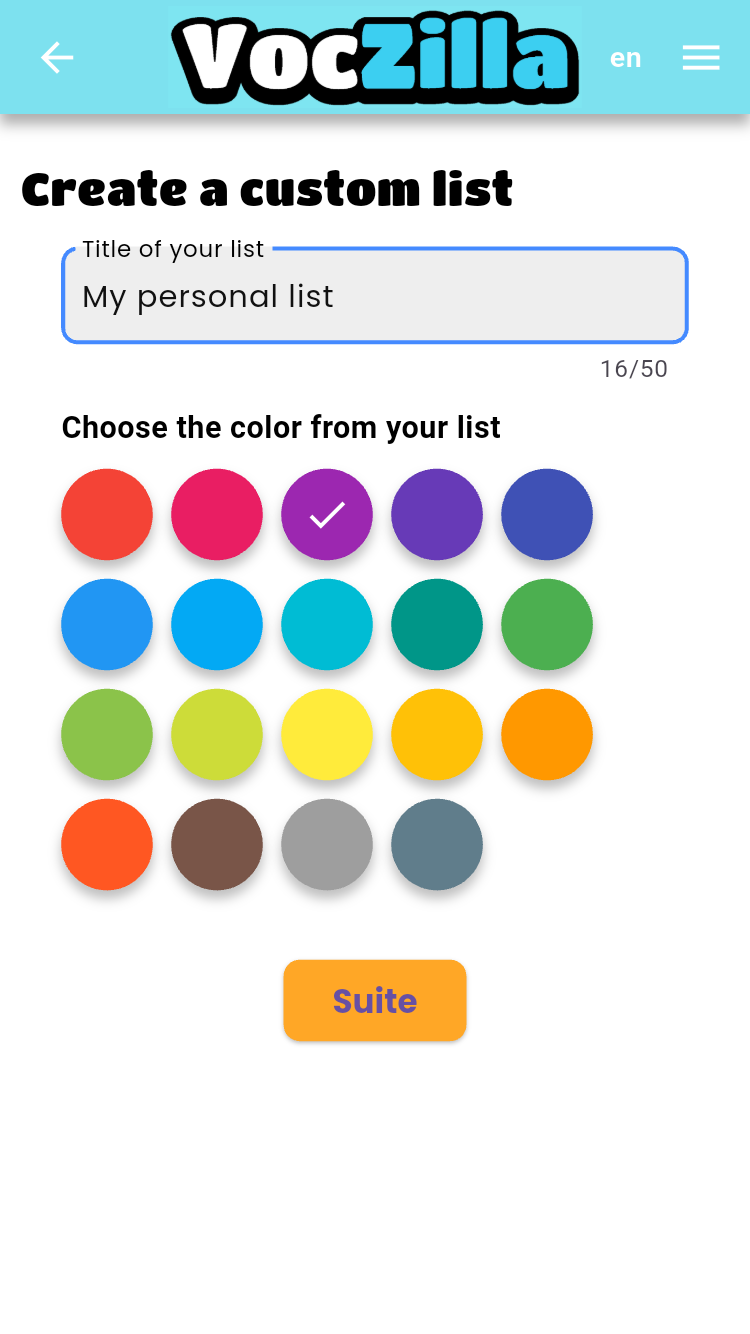 VocZilla
en
Create a custom list
Title of your list
My personal list
16/50
Choose the color from your list
Suite